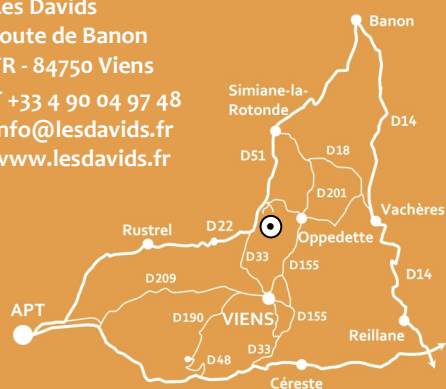 Les Davids
oute de Banon
R - 84750 Viens
+33 4 90 04 97 48
nfo@lesdavids.fr
www.lesdavids.fr
Banon
Simiane-la-
Rotonde
D14
D51
D18
D201
Vachères
Rustrel
D22
Oppedette
D33
D155
D14
D209
APT
D190
VIENS
D155
Reillane
D48
D33
Céreste